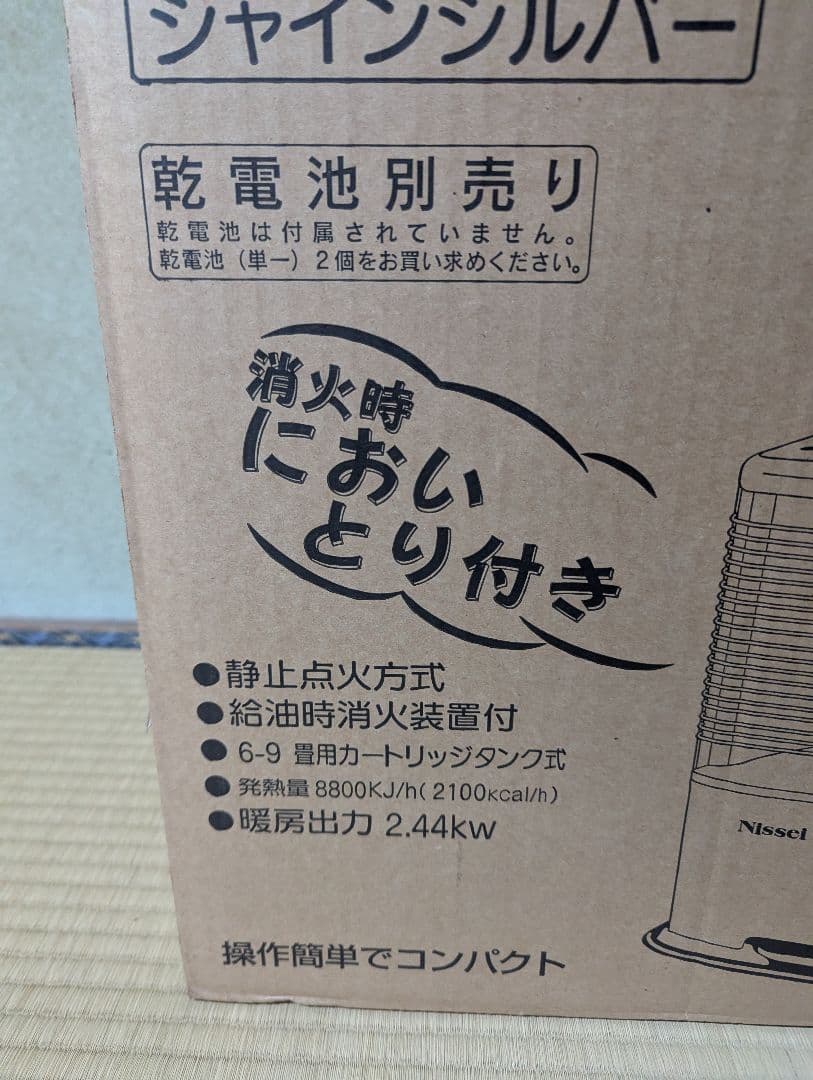 シャインシルバー
乾電池別売り
乾電池は付属されていません。
乾電池（単一）2個をお買い求めください。
消火時
におい
とり付き
●静止点火方式
●給油時消火装置付
●6-9 畳用カートリッジタンク式
●発熱量 8800KJ/h(2100Kcal/h)
●暖房出力 2.44kw
Nissei
操作簡単でコンパクト